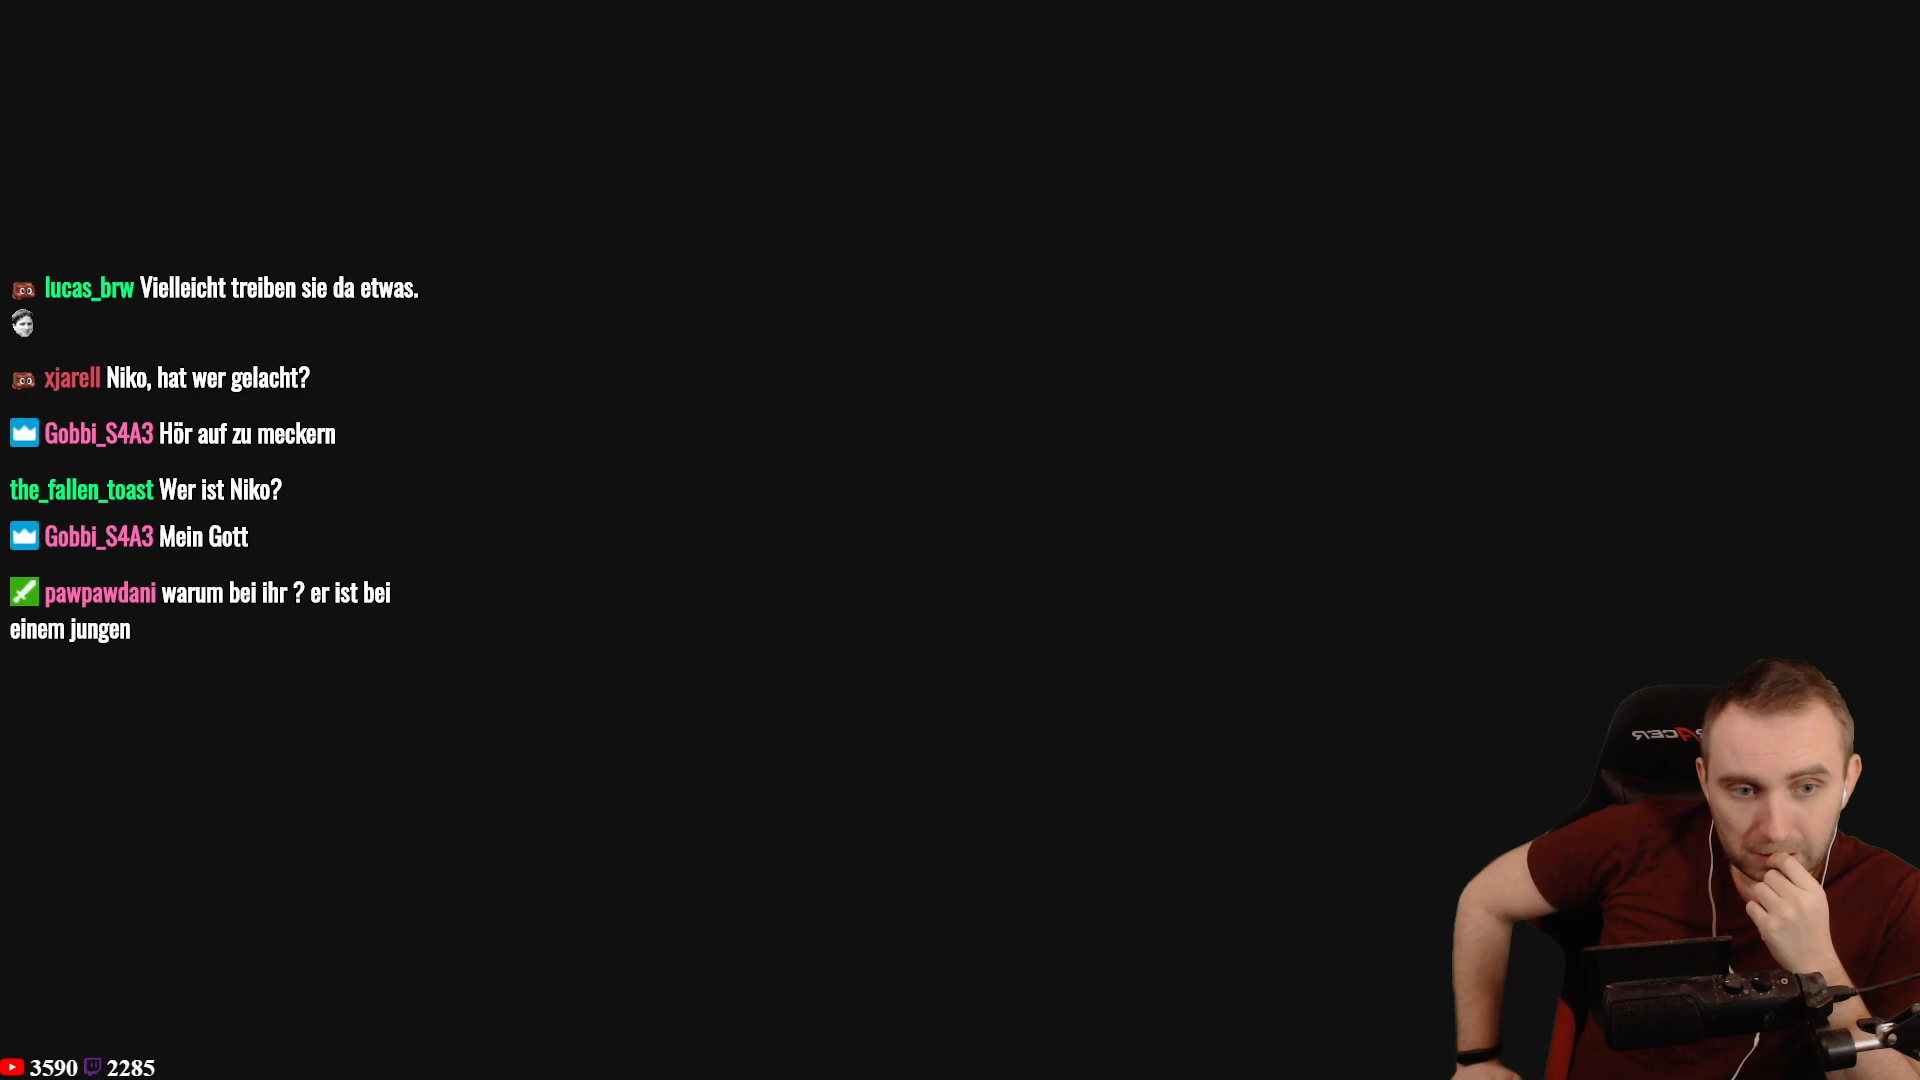 lucas_brw Vielleicht treiben sie da etwas.
xjarell Niko, hat wer gelacht?
Gobbi_S4A3 Hör auf zu meckern
the_fallen_toast Wer ist Niko?
Gobbi_S4A3 Mein Gott
pawpawdani warum bei ihr ? er ist bei
einem jungen
RACER
3590 2285